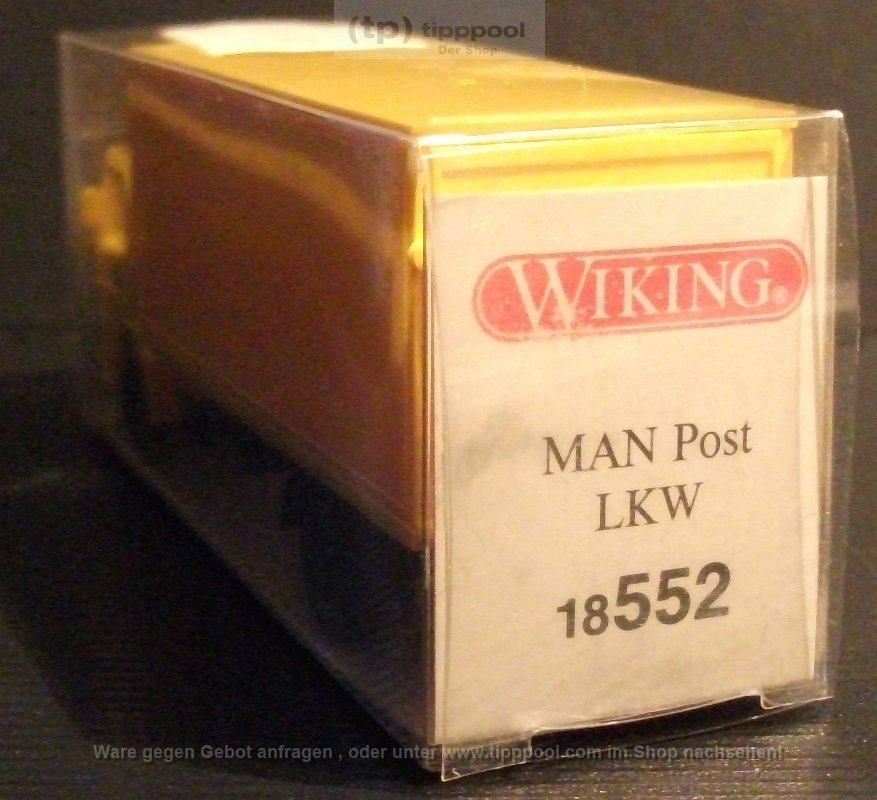 (tp) tipppool
Der Shop
WIKING®
MAN Post
LKW
18552
Ware gegen Gebot anfragen , oder unter www.tipppool.com im Shop nachsehen!